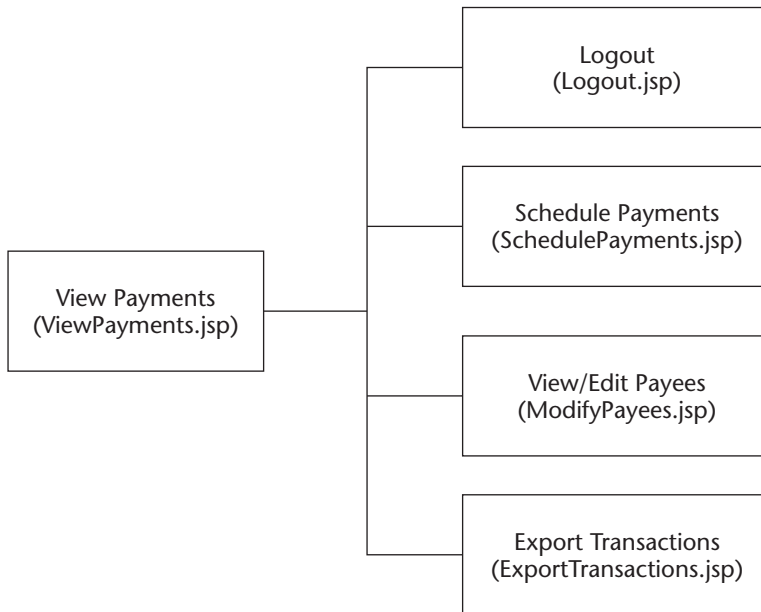 Logout
(Logout.jsp)
Schedule Payments
(SchedulePayments.jsp)
View Payments
(ViewPayments.jsp)
View/Edit Payees
(ModifyPayees.jsp)
Export Transactions
(ExportTransactions.jsp)